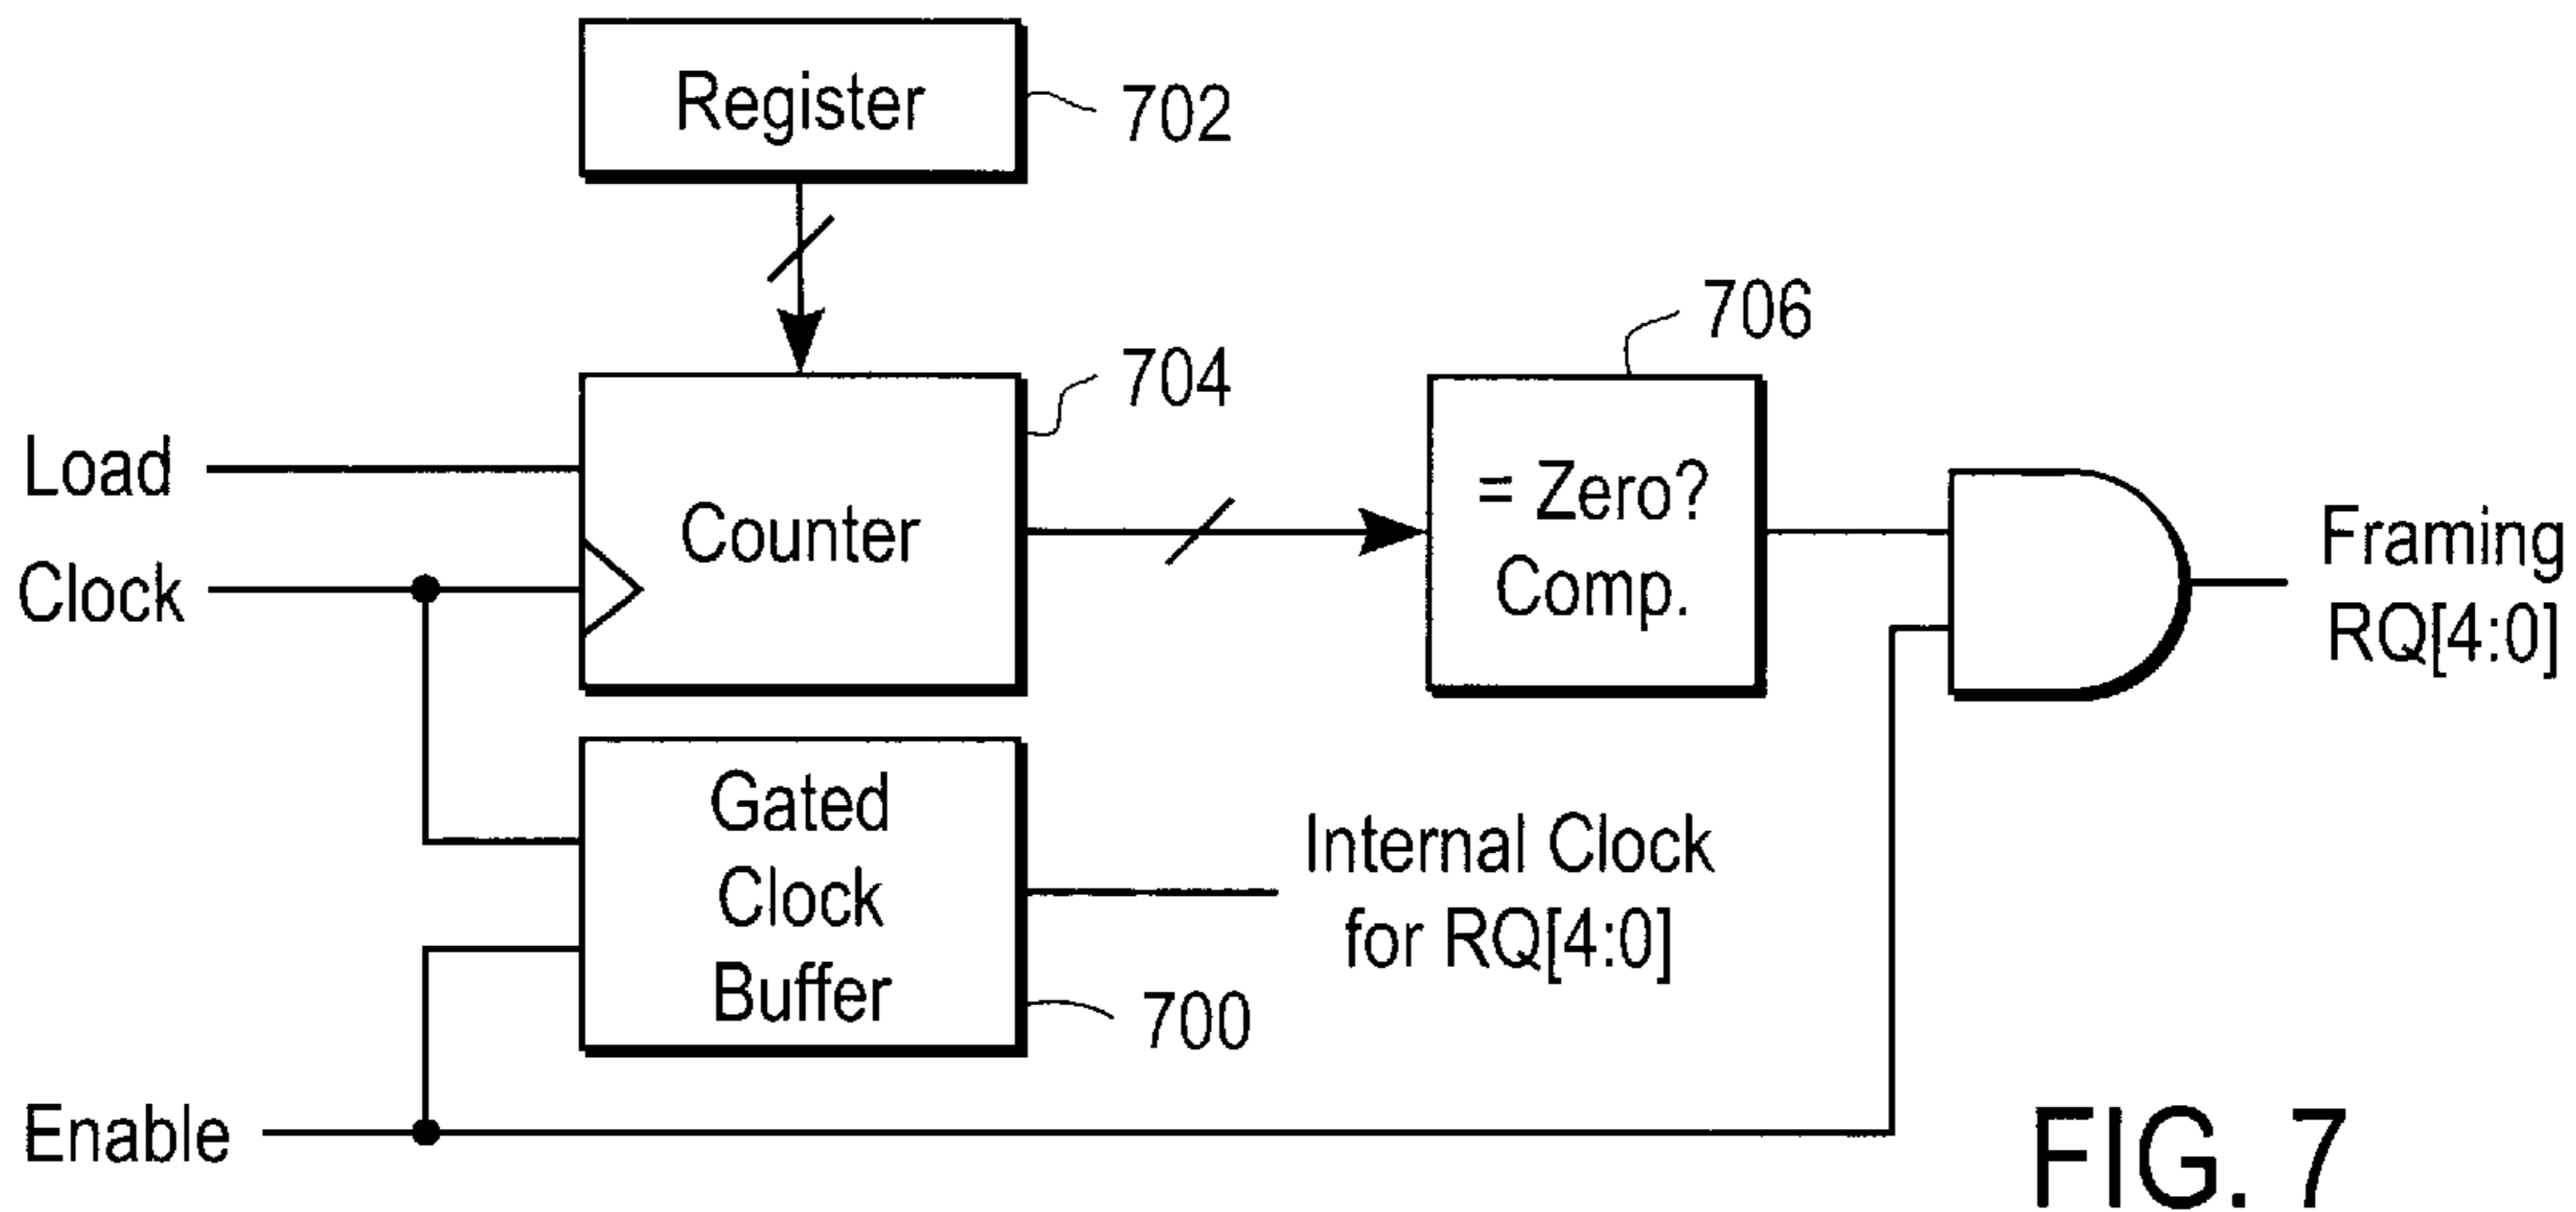 Register
702
704
706
Load
Clock
Counter
= Zero?
Comp.
Framing
RQ[4:0]
Gated
Clock
Buffer
Internal Clock
for RQ[4:0]
700
Enable
FIG. 7